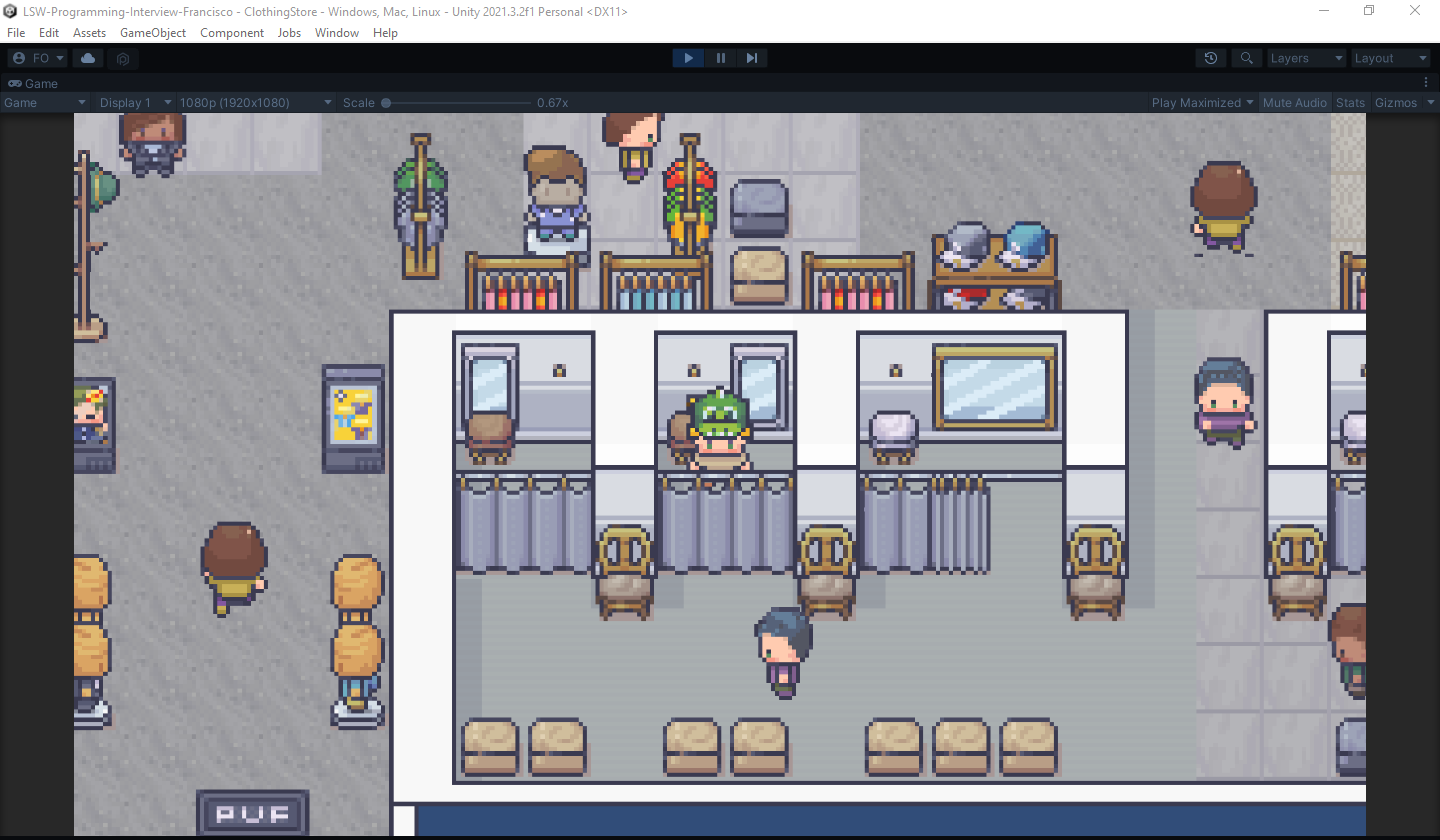 LSW-Programming-Interview-Francisco - ClothingStore - Windows, Mac, Linux - Unity 2021.3.2f1 Personal <DX11>
File Edit Assets GameObject Component Jobs Window Help
FO Layers Layout
Game
Game Display 1 1080p (1920x1080) Scale 0.67x Play Maximized Mute Audio Stats Gizmos
PUF